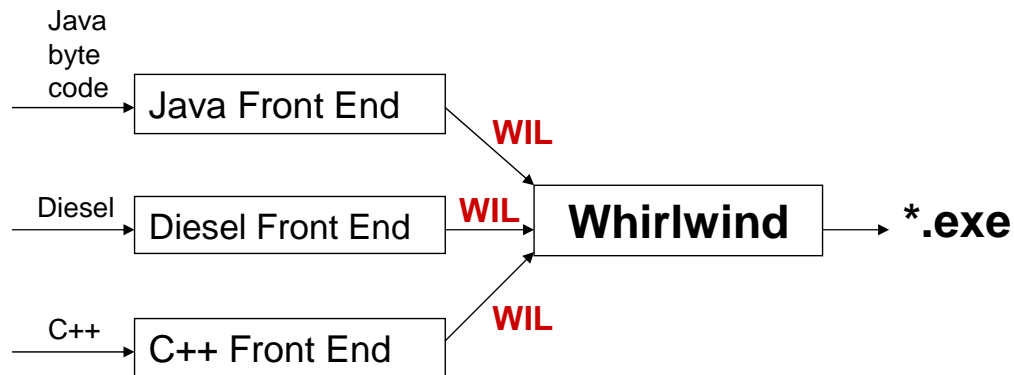 Java
byte
code
Java Front End
WIL
Diesel
Diesel Front End
WIL
Whirlwind
*.exe
C++
C++ Front End
WIL